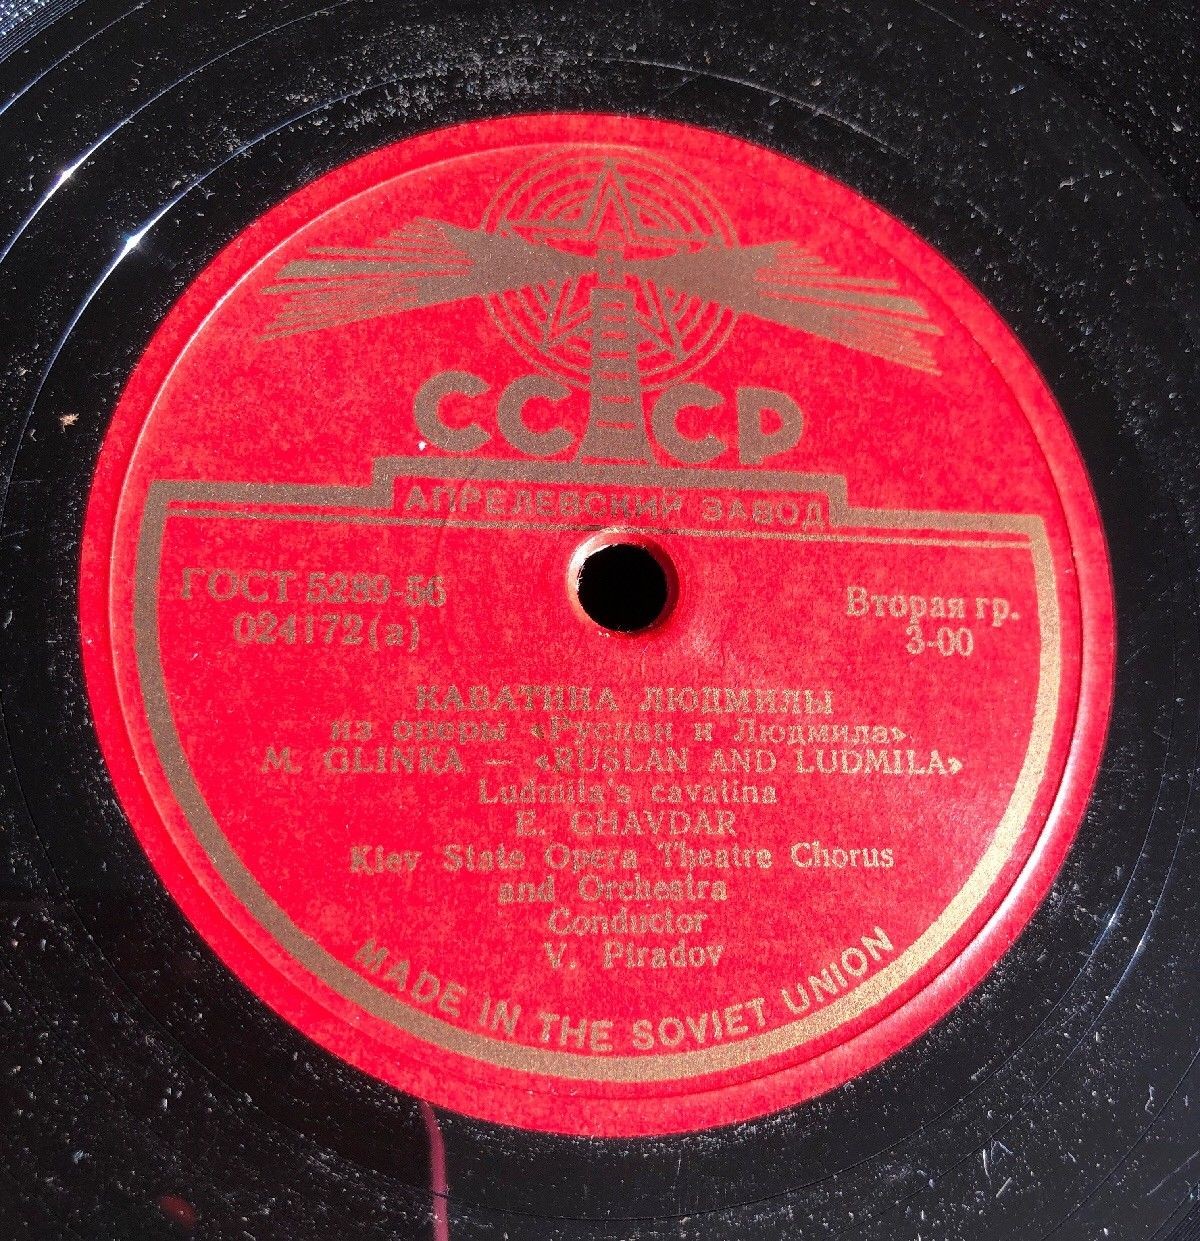 СССР
АПРЕЛЕВСКИЙ ЗАВОД
ГОСТ 5289-56
024172(а)
Вторая гр.
3-00
КАВАТИНА ЛЮДМИЛЫ
из оперы «Руслан и Людмила».
M. GLINKA — «RUSLAN AND LUDMILA»
Ludmila's cavatina
E. CHAVDAR
Kiev State Opera Theatre Chorus
and Orchestra
Conductor
V. Piradov
MADE IN THE SOVIET UNION